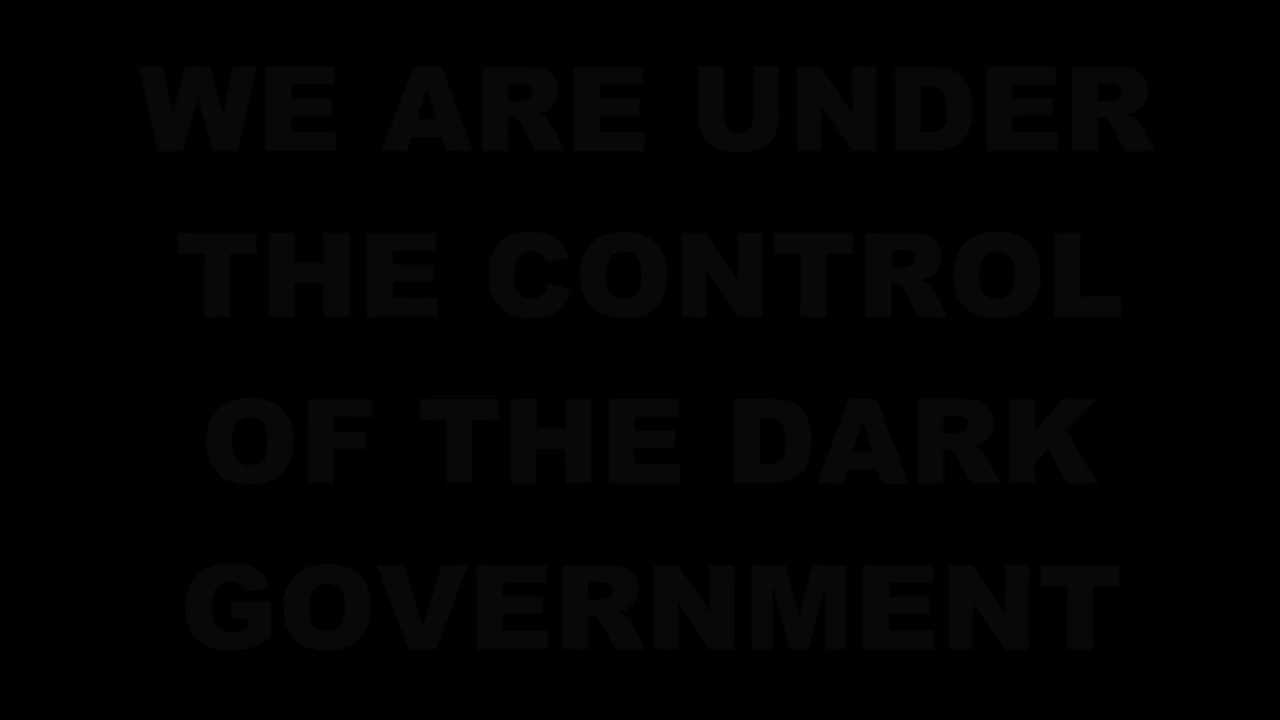 WE ARE UNDER
THE CONTROL
OF THE DARK
GOVERNMENT